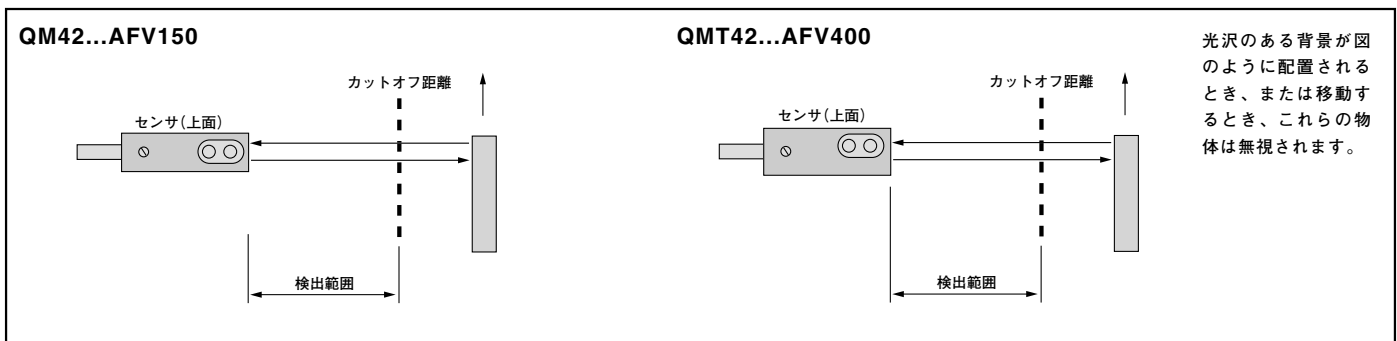 QM42...AFV150
カットオフ距離
センサ(上面)
検出範囲
QMT42...AFV400
カットオフ距離
センサ(上面)
検出範囲
光沢のある背景が図
のように配置される
とき、または移動す
るとき、これらの物
体は無視されます。